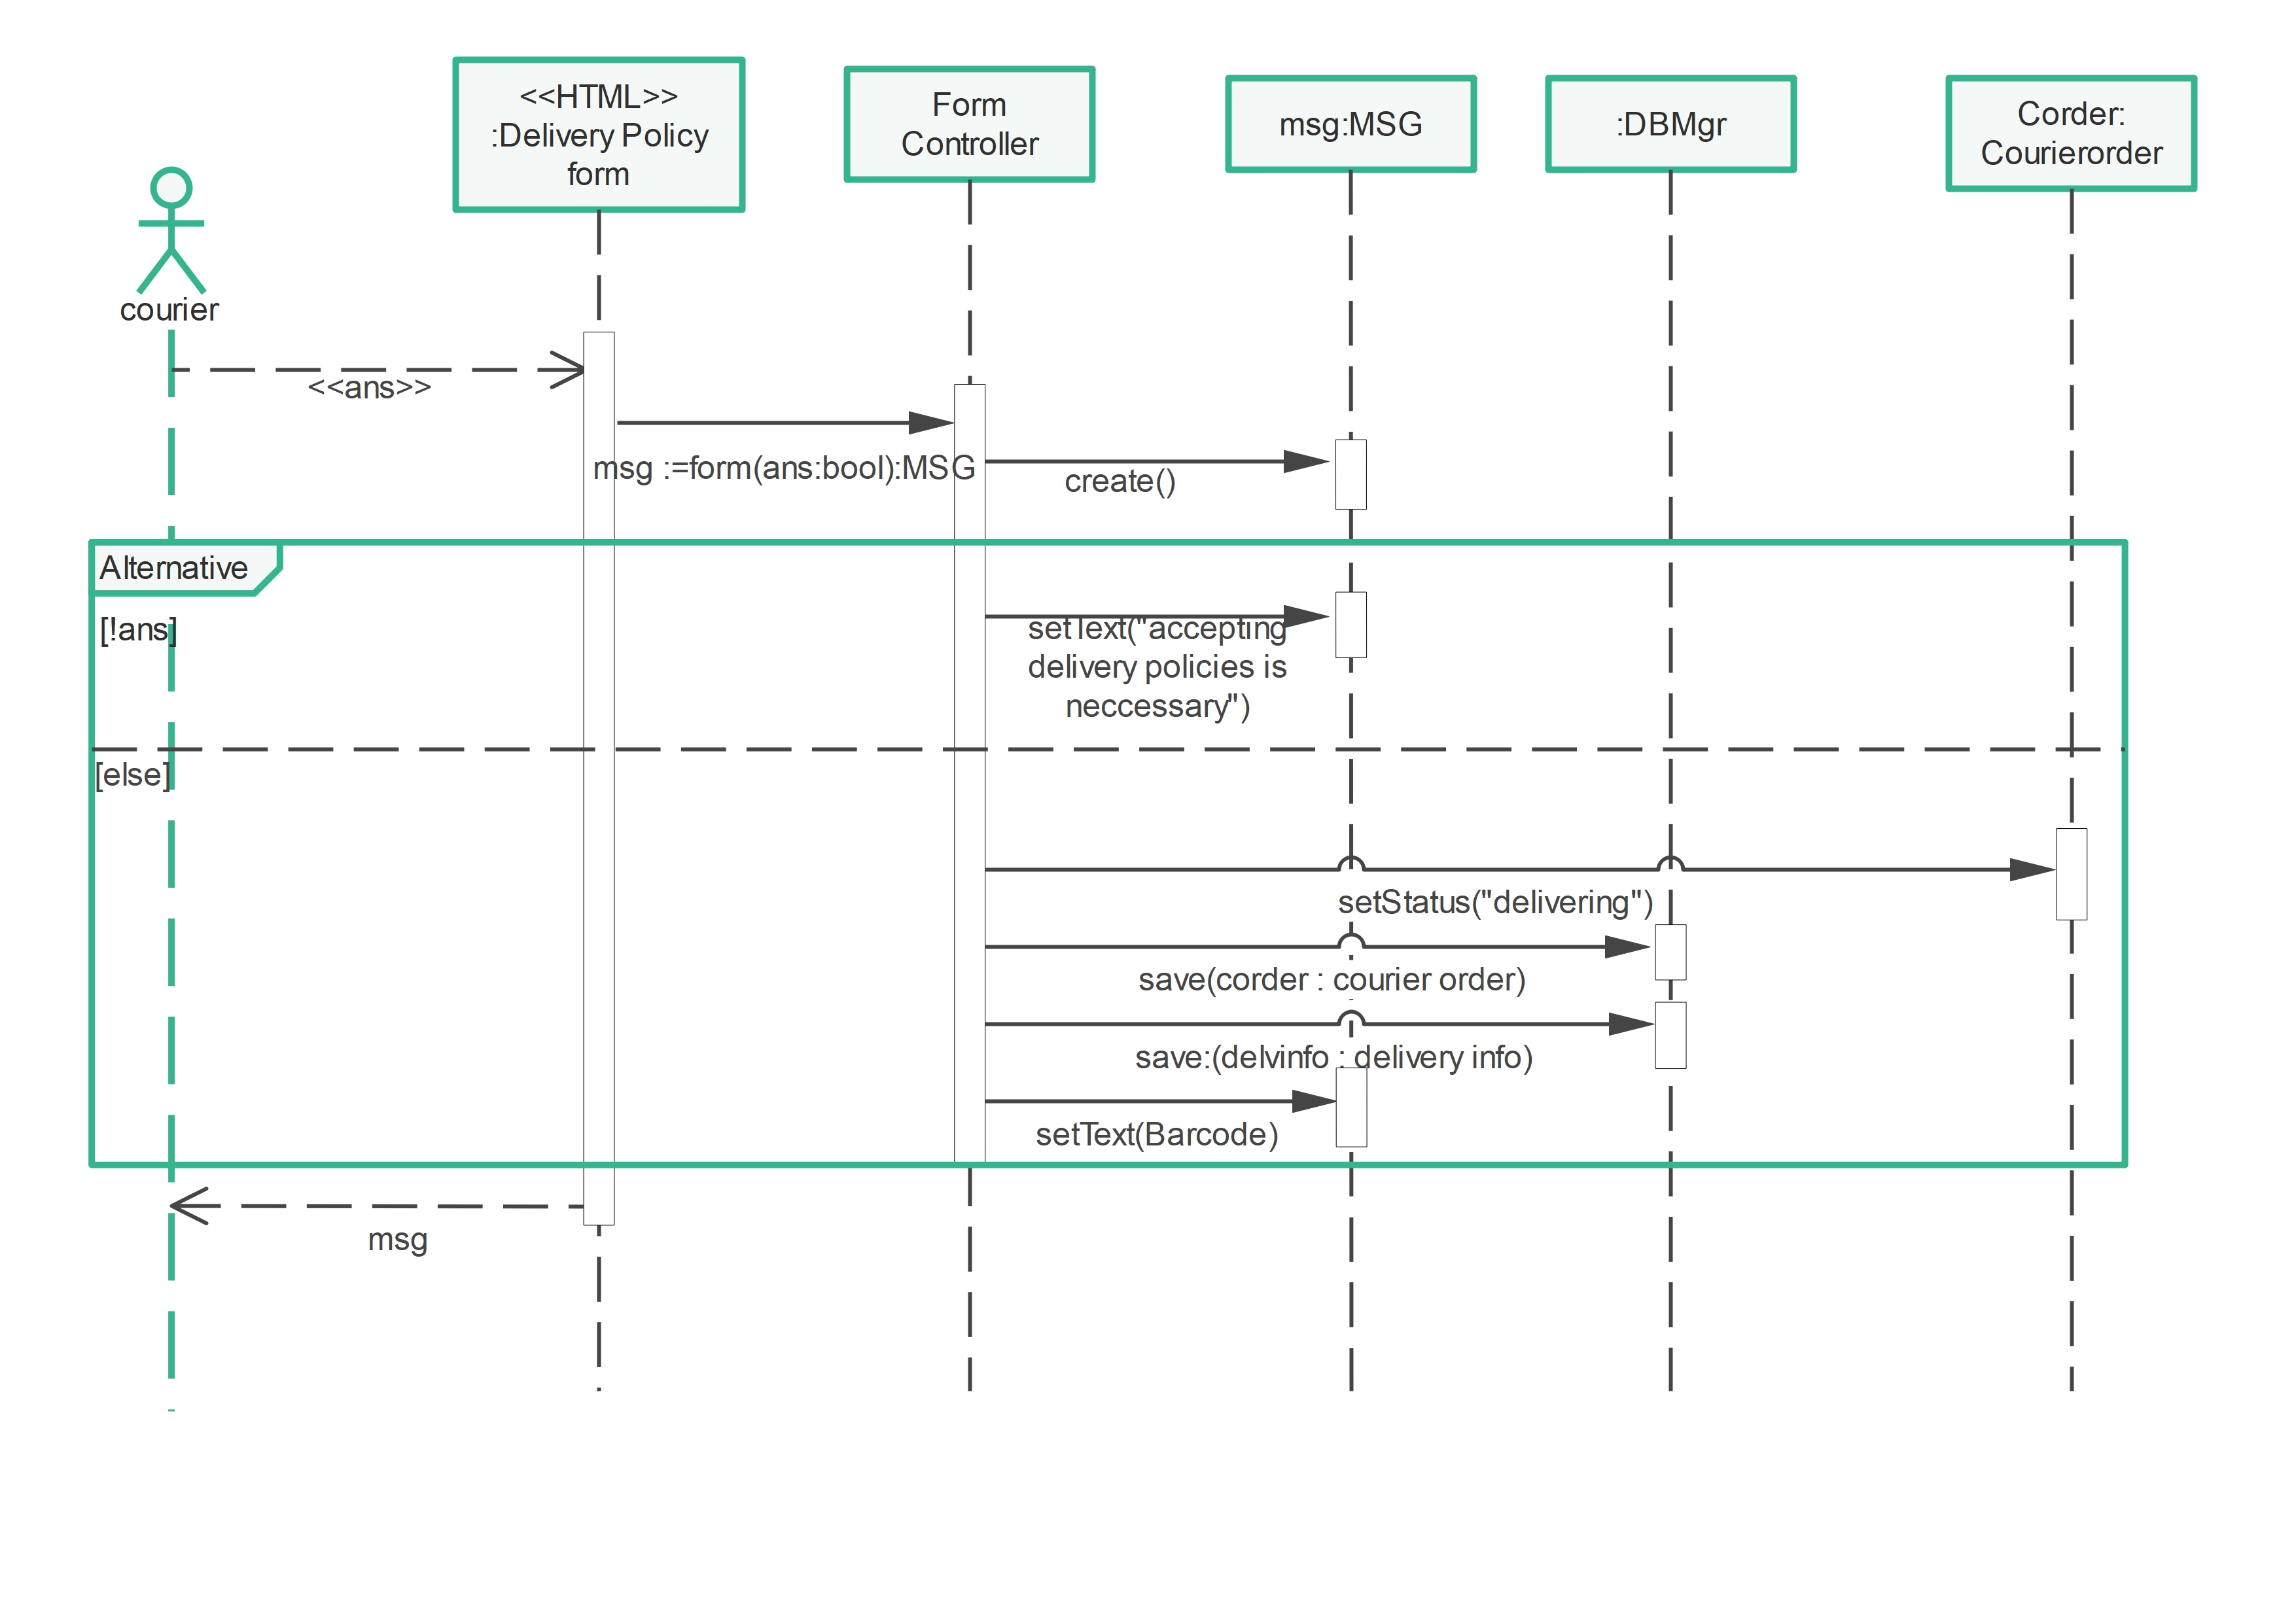 <<HTML>>
:Delivery Policy
form
Form
Controller
msg:MSG
:DBMgr
Corder:
Courierorder
courier
<<ans>>
msg :=form(ans:bool):MSG
create()
Alternative
[!ans]
setText("accepting
delivery policies is
neccessary")
[else]
setStatus("delivering")
save(corder : courier order)
save:(delvinfo : delivery info)
setText(Barcode)
msg